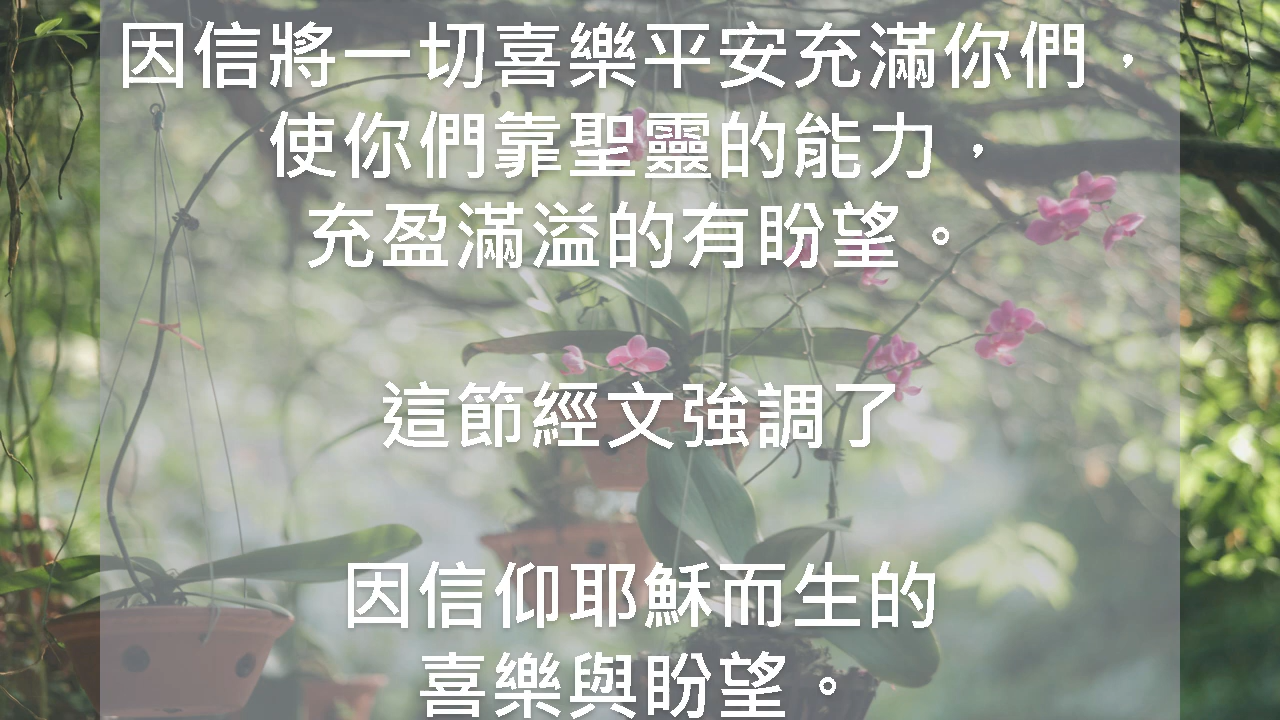 因信將一切喜樂平安充滿你們，
使你們靠聖靈的能力，
充盈滿溢的有盼望。
這節經文強調了
因信仰耶穌而生的
喜樂與盼望。